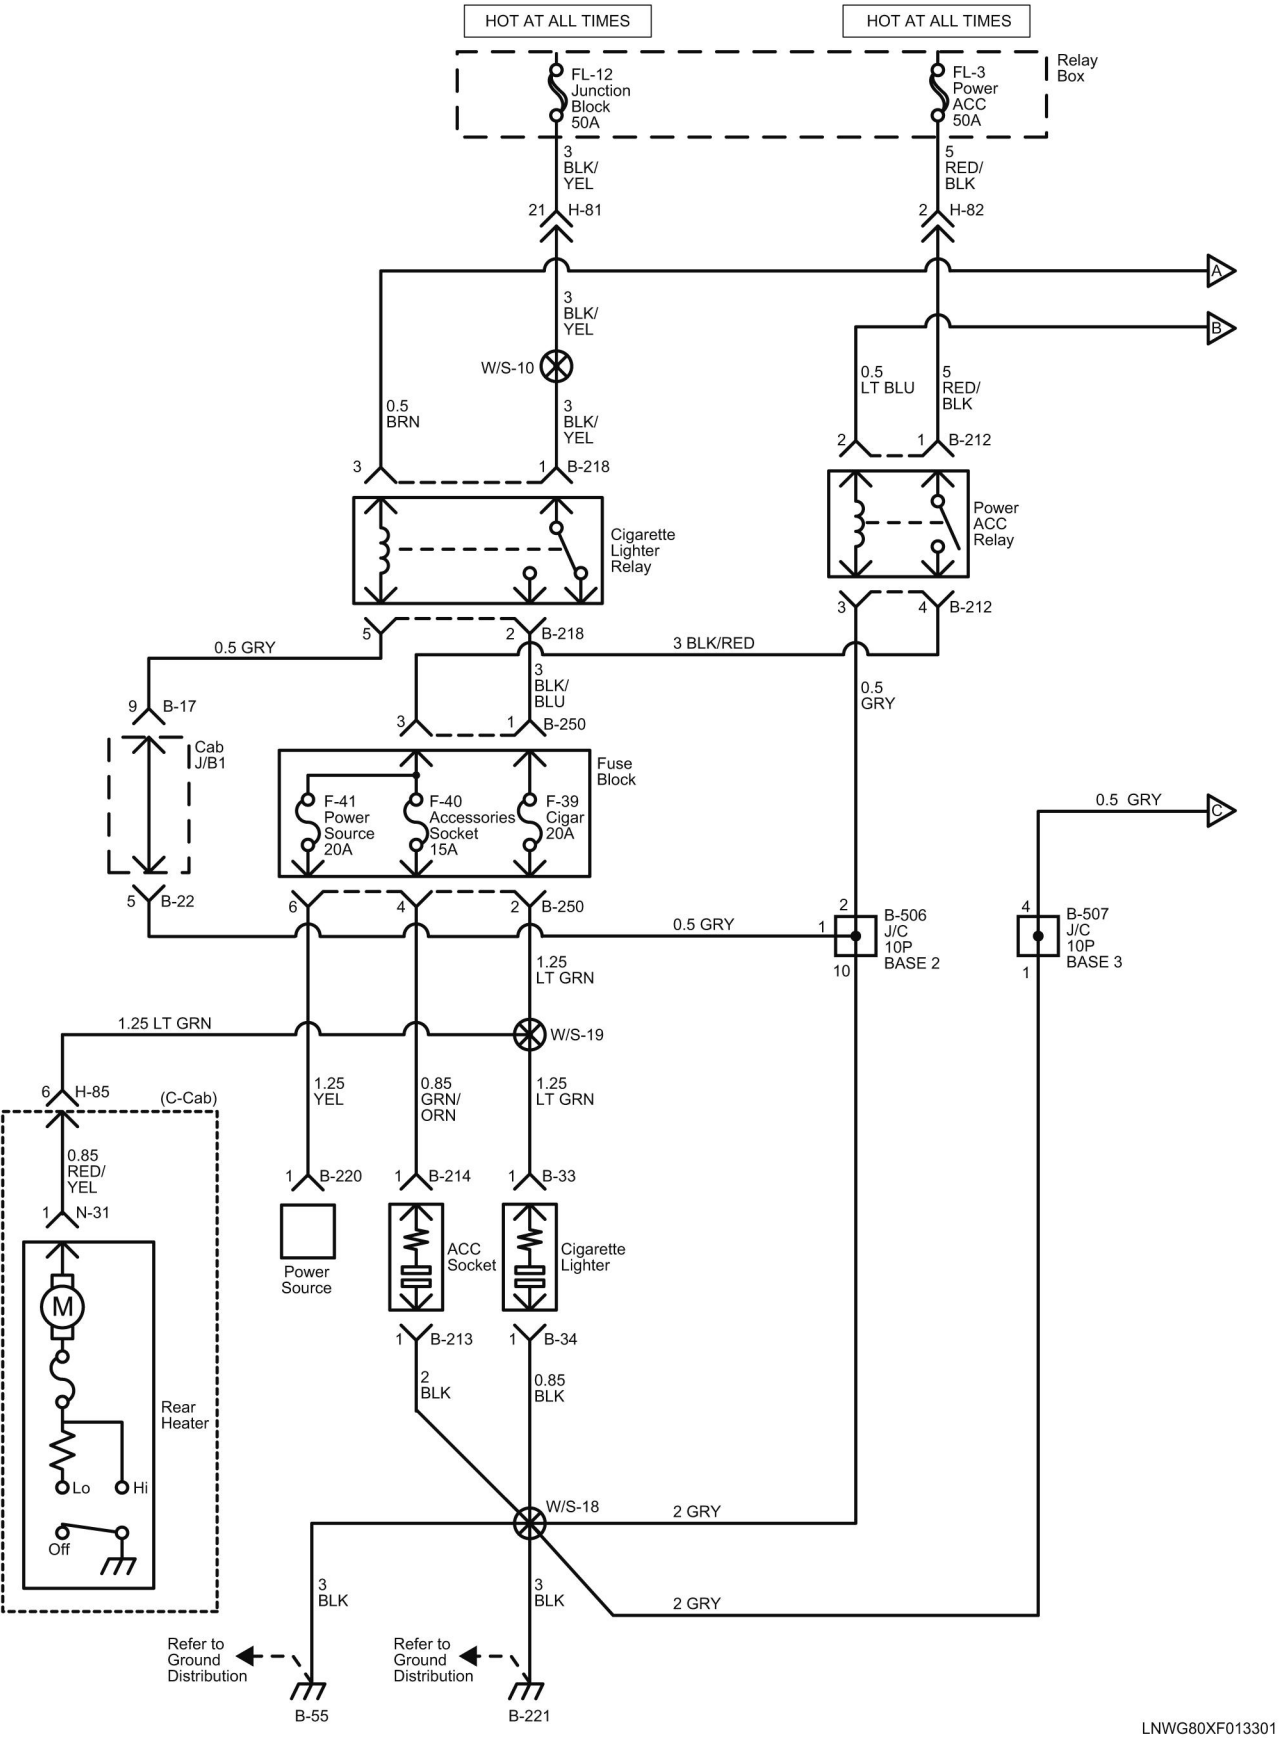 HOT AT ALL TIMES
HOT AT ALL TIMES
Relay
Box
FL-12
Junction
Block
50A
FL-3
Power
ACC
50A
3
BLK/
YEL
5
RED/
BLK
21
H-81
2
H-82
A
3
BLK/
YEL
B
W/S-10
0.5
LT BLU
5
RED/
BLK
0.5
BRN
3
BLK/
YEL
2
1
B-212
3
1
B-218
Cigarette
Lighter
Relay
Power
ACC
Relay
3
4
B-212
5
2
B-218
0.5 GRY
3 BLK/RED
3
BLK/
BLU
0.5
GRY
9
B-17
3
1
B-250
Cab
J/B1
Fuse
Block
F-41
Power
Source
20A
F-40
Accessories
Socket
15A
F-39
Cigar
20A
0.5 GRY
C
5
B-22
6
4
2
B-250
0.5 GRY
2
1
10
B-506
J/C
10P
BASE 2
4
1
B-507
J/C
10P
BASE 3
1.25
LT GRN
1.25 LT GRN
W/S-19
6
H-85
(C-Cab)
1.25
YEL
0.85
GRN/
ORN
1.25
LT GRN
0.85
RED/
YEL
1
N-31
1
B-220
1
B-214
1
B-33
Power
Source
ACC
Socket
Cigarette
Lighter
M
1
B-213
1
B-34
2
BLK
0.85
BLK
Rear
Heater
Lo
Hi
Off
W/S-18
2 GRY
3
BLK
3
BLK
2 GRY
Refer to
Ground
Distribution
Refer to
Ground
Distribution
B-55
B-221
LNWG80XF013301